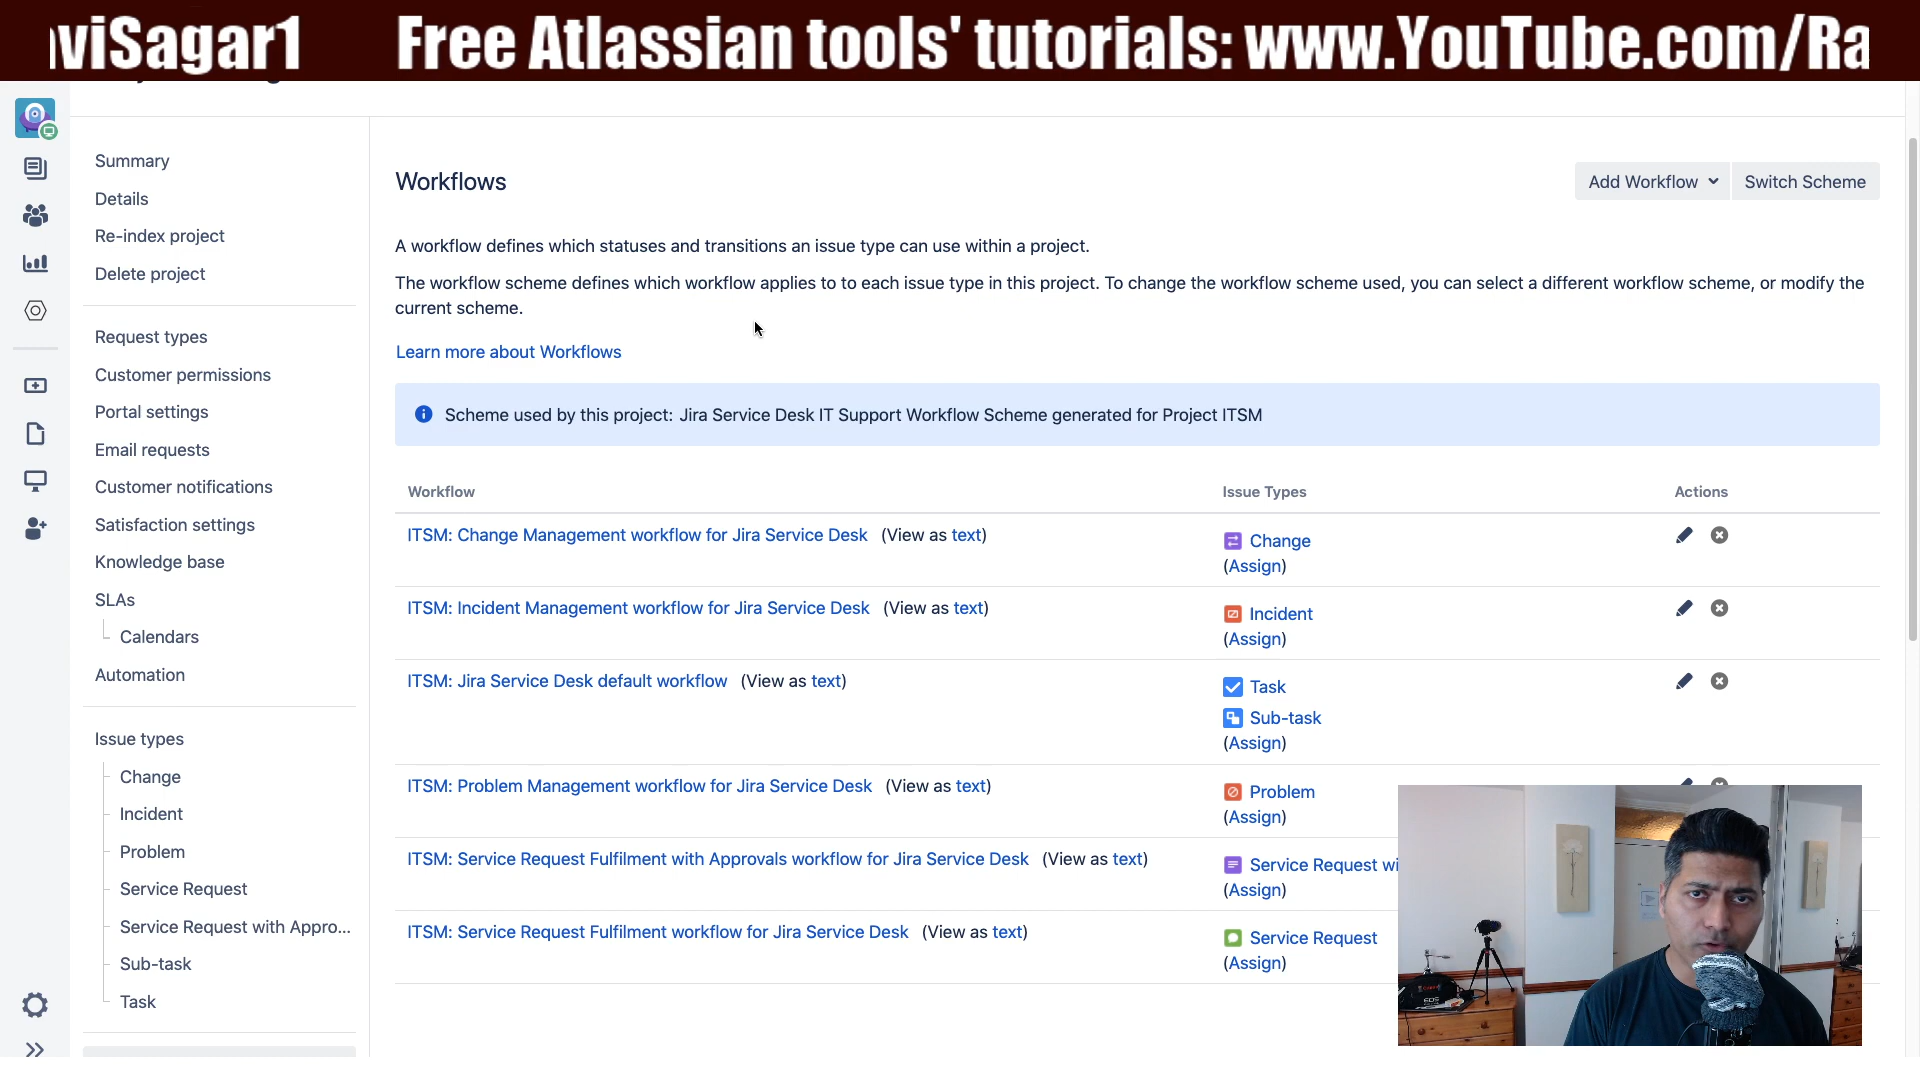 viSagar1 Free Atlassian tools' tutorials: www.YouTube.com/Ra
Summary
Details
Re-index project
Delete project
Request types
Customer permissions
Portal settings
Email requests
Customer notifications
Satisfaction settings
Knowledge base
SLAs
Calendars
Automation
Issue types
Change
Incident
Problem
Service Request
Service Request with Appro...
Sub-task
Task
Workflows
Add Workflow
Switch Scheme
A workflow defines which statuses and transitions an issue type can use within a project.
The workflow scheme defines which workflow applies to to each issue type in this project. To change the workflow scheme used, you can select a different workflow scheme, or modify the
current scheme.
Learn more about Workflows
Scheme used by this project: Jira Service Desk IT Support Workflow Scheme generated for Project ITSM
Workflow Issue Types Actions
ITSM: Change Management workflow for Jira Service Desk (View as text) Change
(Assign)
ITSM: Incident Management workflow for Jira Service Desk (View as text) Incident
(Assign)
ITSM: Jira Service Desk default workflow (View as text) Task
Sub-task
(Assign)
ITSM: Problem Management workflow for Jira Service Desk (View as text) Problem
(Assign)
ITSM: Service Request Fulfilment with Approvals workflow for Jira Service Desk (View as text) Service Request wi
(Assign)
ITSM: Service Request Fulfilment workflow for Jira Service Desk (View as text) Service Request
(Assign)